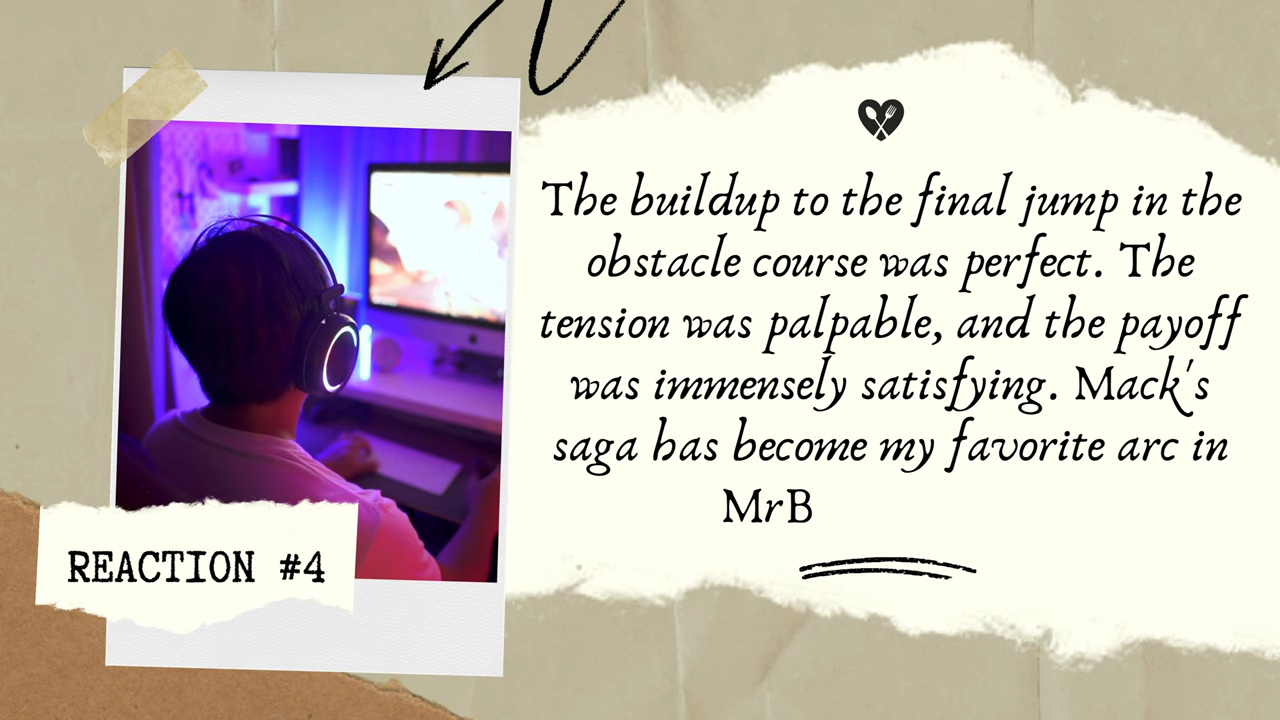 The buildup to the final jump in the
obstacle course was perfect. The
tension was palpable, and the payoff
was immensely satisfying. Mack's
saga has become my favorite arc in
MrB
REACTION #4